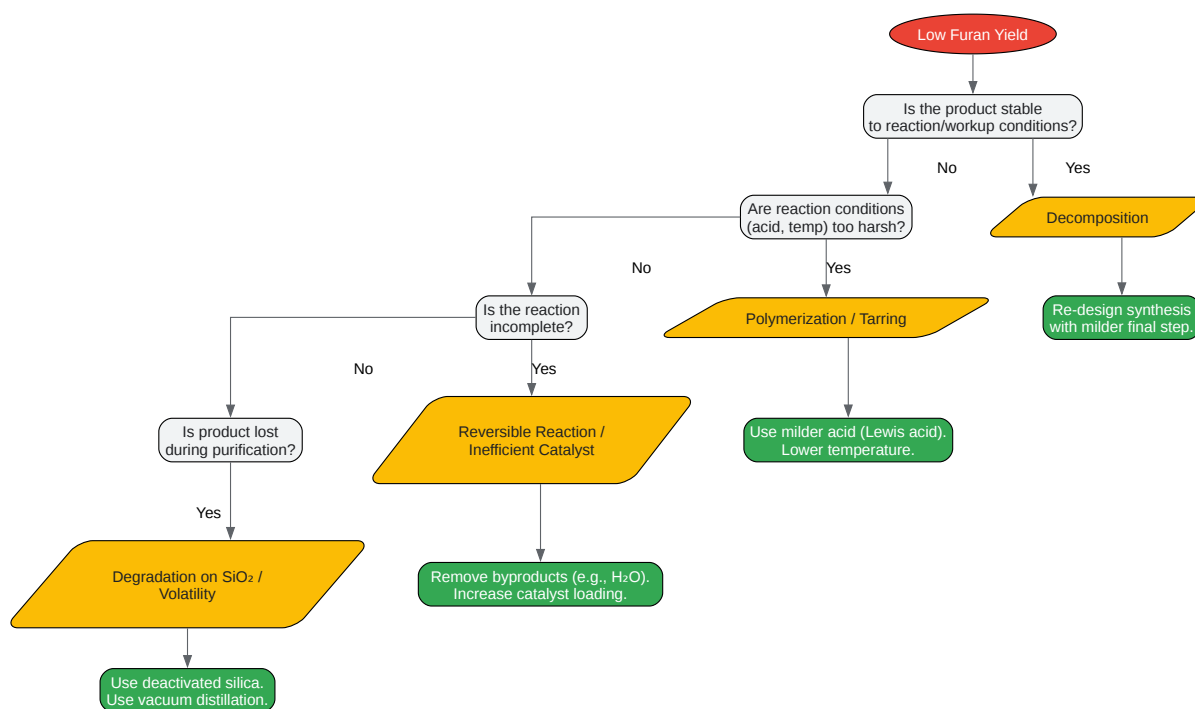 Low Furan Yield
Is the product stable
to reaction/workup conditions?
No
Yes
Are reaction conditions
(acid, temp) too harsh?
Decomposition
No
Yes
Is the reaction
incomplete?
Polymerization / Tarring
Re-design synthesis
with milder final step.
No
Yes
Is product lost
during purification?
Reversible Reaction /
Inefficient Catalyst
Use milder acid (Lewis acid).
Lower temperature.
Yes
Degradation on SiO₂ /
Volatility
Remove byproducts (e.g., H₂O).
Increase catalyst loading.
Use deactivated silica.
Use vacuum distillation.